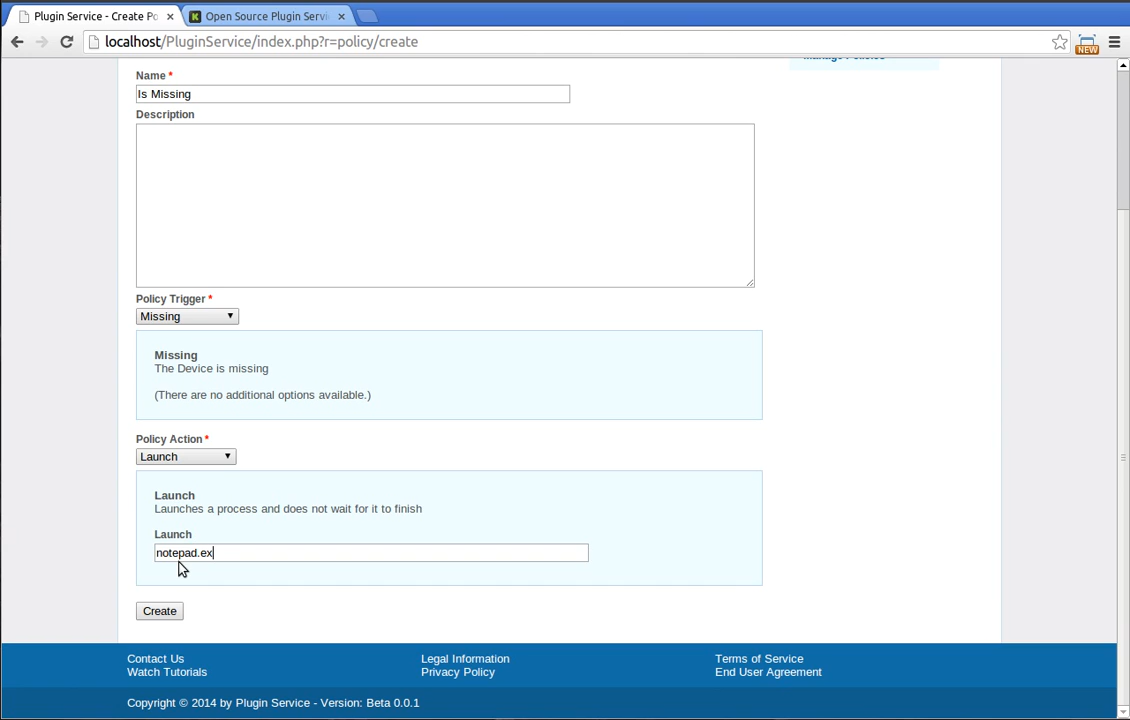 Plugin Service - Create Po
Open Source Plugin Servi
localhost/PluginService/index.php?r=policy/create
NEW
Manage Policies
Name *
Is Missing
Description
Policy Trigger *
Missing
Missing
The Device is missing
(There are no additional options available.)
Policy Action *
Launch
Launch
Launches a process and does not wait for it to finish
Launch
notepad.ex
Create
Contact Us
Legal Information
Terms of Service
Watch Tutorials
Privacy Policy
End User Agreement
Copyright © 2014 by Plugin Service - Version: Beta 0.0.1